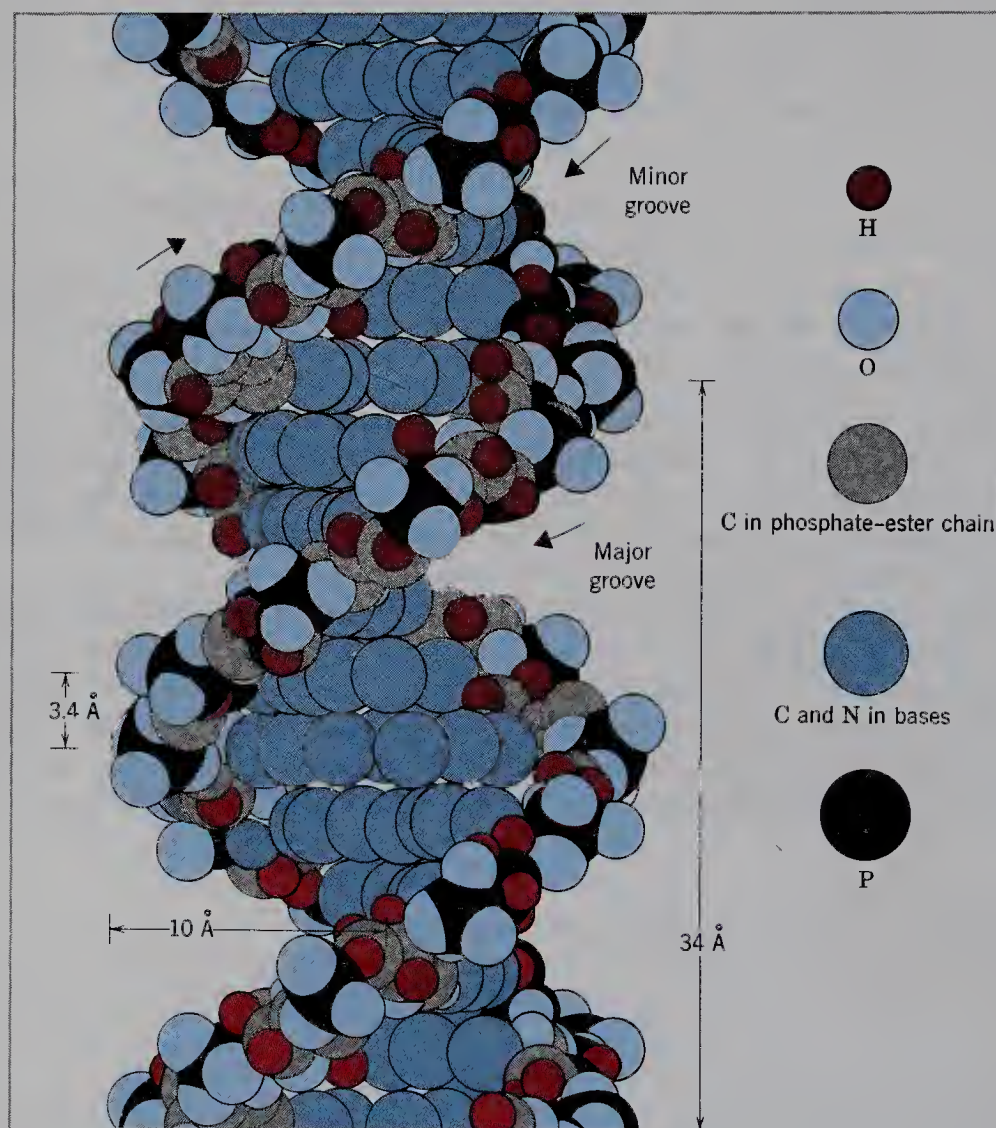 Minor
groove
H
O
C in phosphate-ester chain
Major
groove
C and N in bases
3.4 Å
P
10 Å
34 Å